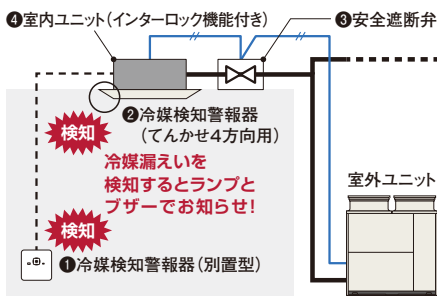 ❹室内ユニット(インターロック機能付き)
❸安全遮断弁
検知
❷冷媒検知警報器
(てんかせ4方向用)
冷媒漏えいを
検知するとランプと
ブザーでお知らせ!
室外ユニット
検知
❶冷媒検知警報器(別置型)